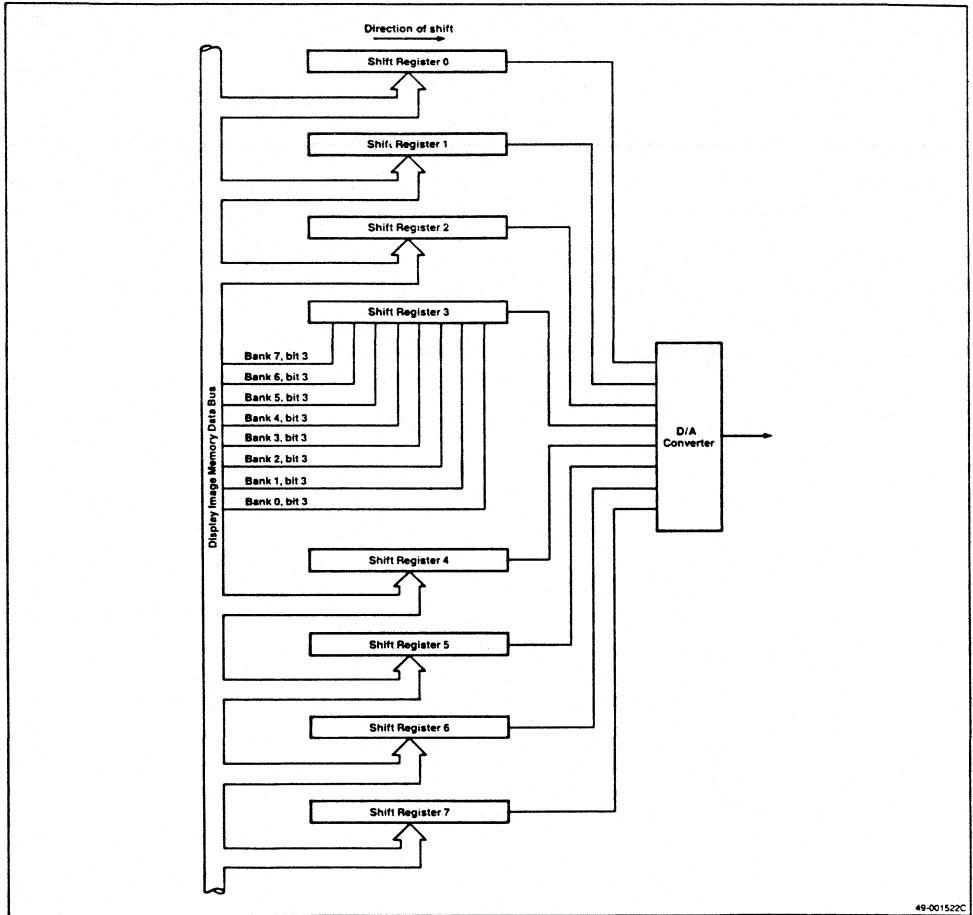 Direction of shift
Shift Register 0
Shift Register 1
Shift Register 2
Shift Register 3
Bank 7, bit 3
Bank 6, bit 3
Bank 5, bit 3
Bank 4, bit 3
Bank 3, bit 3
Bank 2, bit 3
Bank 1, bit 3
Bank 0, bit 3
Display Image Memory Data Bus
D/A
Converter
Shift Register 4
Shift Register 5
Shift Register 6
Shift Register 7
49-001522C